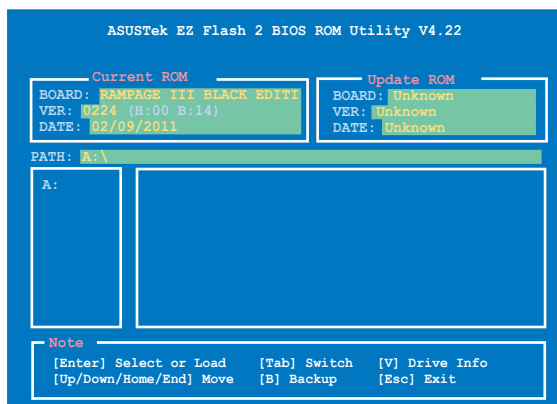 ASUSTek EZ Flash 2 BIOS ROM Utility V4.22
Current ROM
BOARD: RAMPAGE III BLACK EDITI
VER: 0224 (H:00 B:14)
DATE: 02/09/2011
Update ROM
BOARD: Unknown
VER: Unknown
DATE: Unknown
PATH: A:\
A:
Note
[Enter] Select or Load [Tab] Switch [V] Drive Info
[Up/Down/Home/End] Move [B] Backup [Esc] Exit